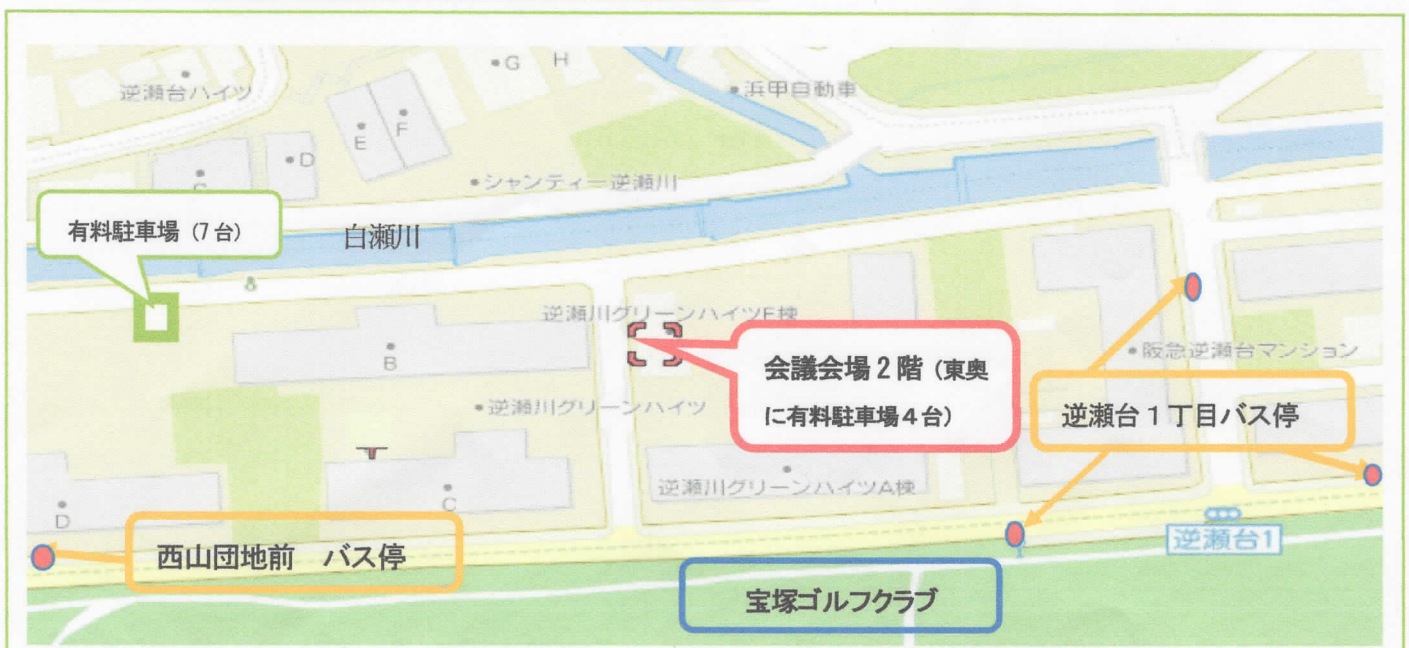 G
H
逆瀬台ハイツ
浜甲自動車
F
E
D
シャンティー逆瀬川
有料駐車場（7台）
白瀬川
逆瀬川グリーンハイツE棟
会議会場２階（東奥
に有料駐車場４台）
B
阪急逆瀬台マンション
逆瀬川グリーンハイツ
逆瀬台１丁目バス停
逆瀬川グリーンハイツA棟
C
D
西山団地前　バス停
逆瀬台1
宝塚ゴルフクラブ